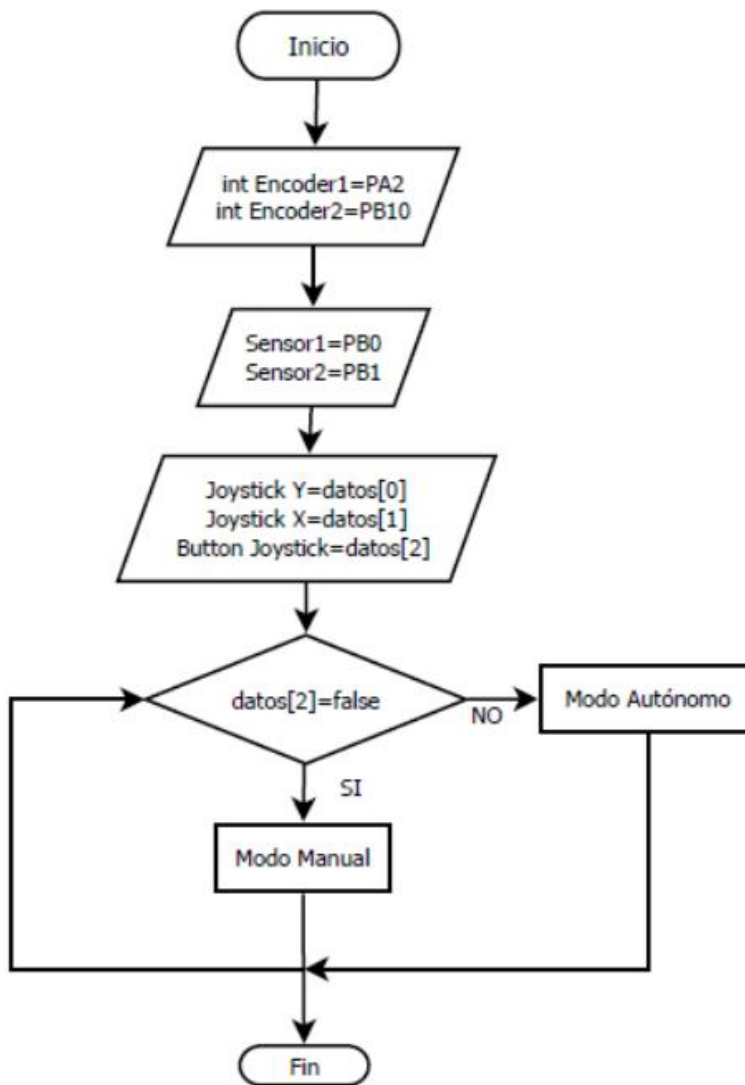 Inicio
int Encoder1=PA2
int Encoder2=PB10
Sensor1=PB0
Sensor2=PB1
Joystick Y=datos[0]
Joystick X=datos[1]
Button Joystick=datos[2]
datos[2]=false
NO
Modo Autónomo
SI
Modo Manual
Fin